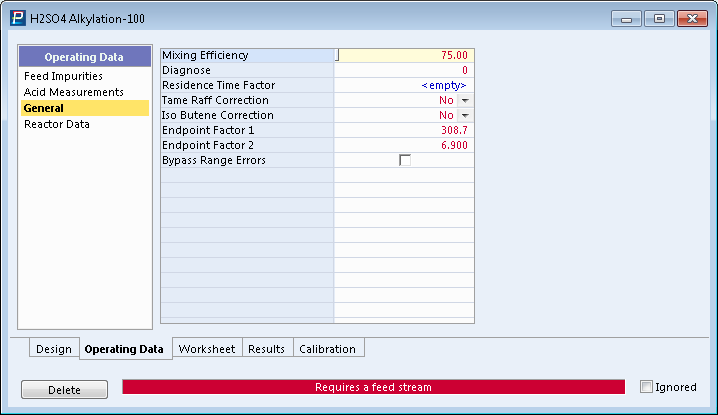 H2SO4 Alkylation-100
Operating Data
Feed Impurities
Acid Measurements
General
Reactor Data
Mixing Efficiency 75.00
Diagnose 0
Residence Time Factor <empty>
Tame Raff Correction No
Iso Butene Correction No
Endpoint Factor 1 308.7
Endpoint Factor 2 6.900
Bypass Range Errors
Design Operating Data Worksheet Results Calibration
Delete Requires a feed stream Ignored